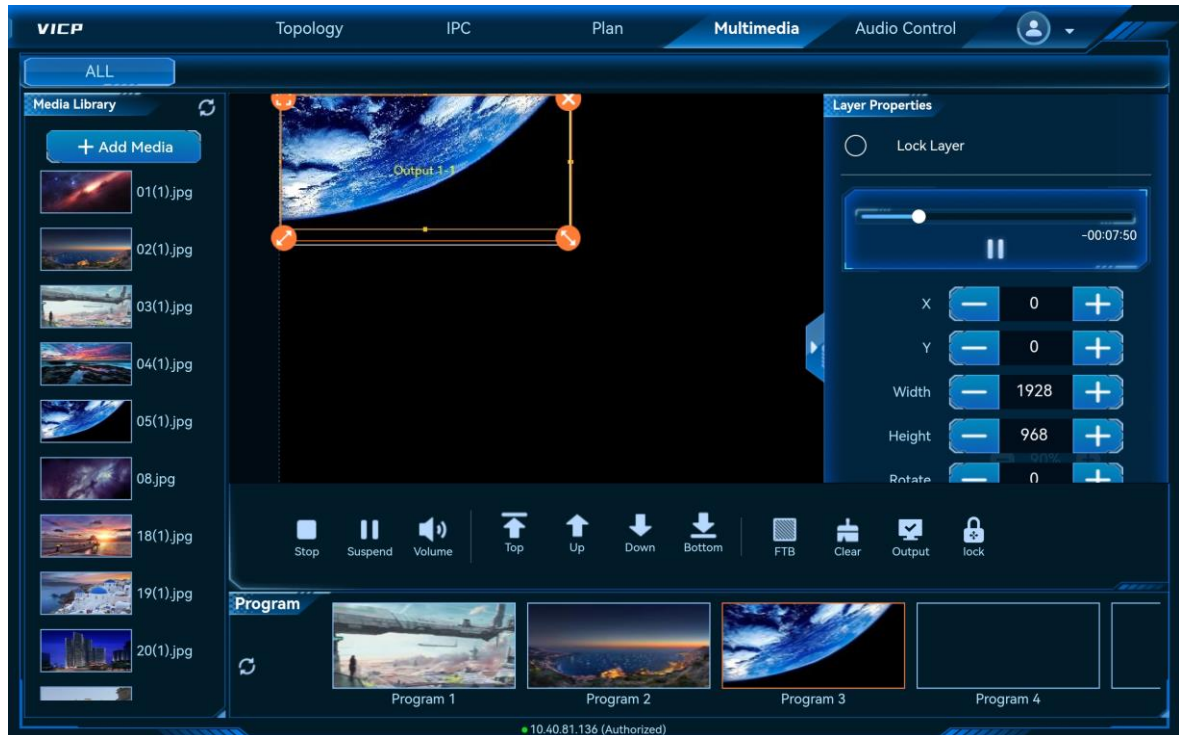 VICP
Topology
IPC
Plan
Multimedia
Audio Control
ALL
Media Library
+ Add Media
01(1).jpg
02(1).jpg
03(1).jpg
04(1).jpg
05(1).jpg
08.jpg
18(1).jpg
19(1).jpg
20(1).jpg
Output 1-1
Layer Properties
Lock Layer
-00:07:50
X
0
Y
0
Width
1928
Height
968
90%
Rotate
0
Stop
Suspend
Volume
Top
Up
Down
Bottom
FTB
Clear
Output
lock
Program
Program 1
Program 2
Program 3
Program 4
10.40.81.136 (Authorized)